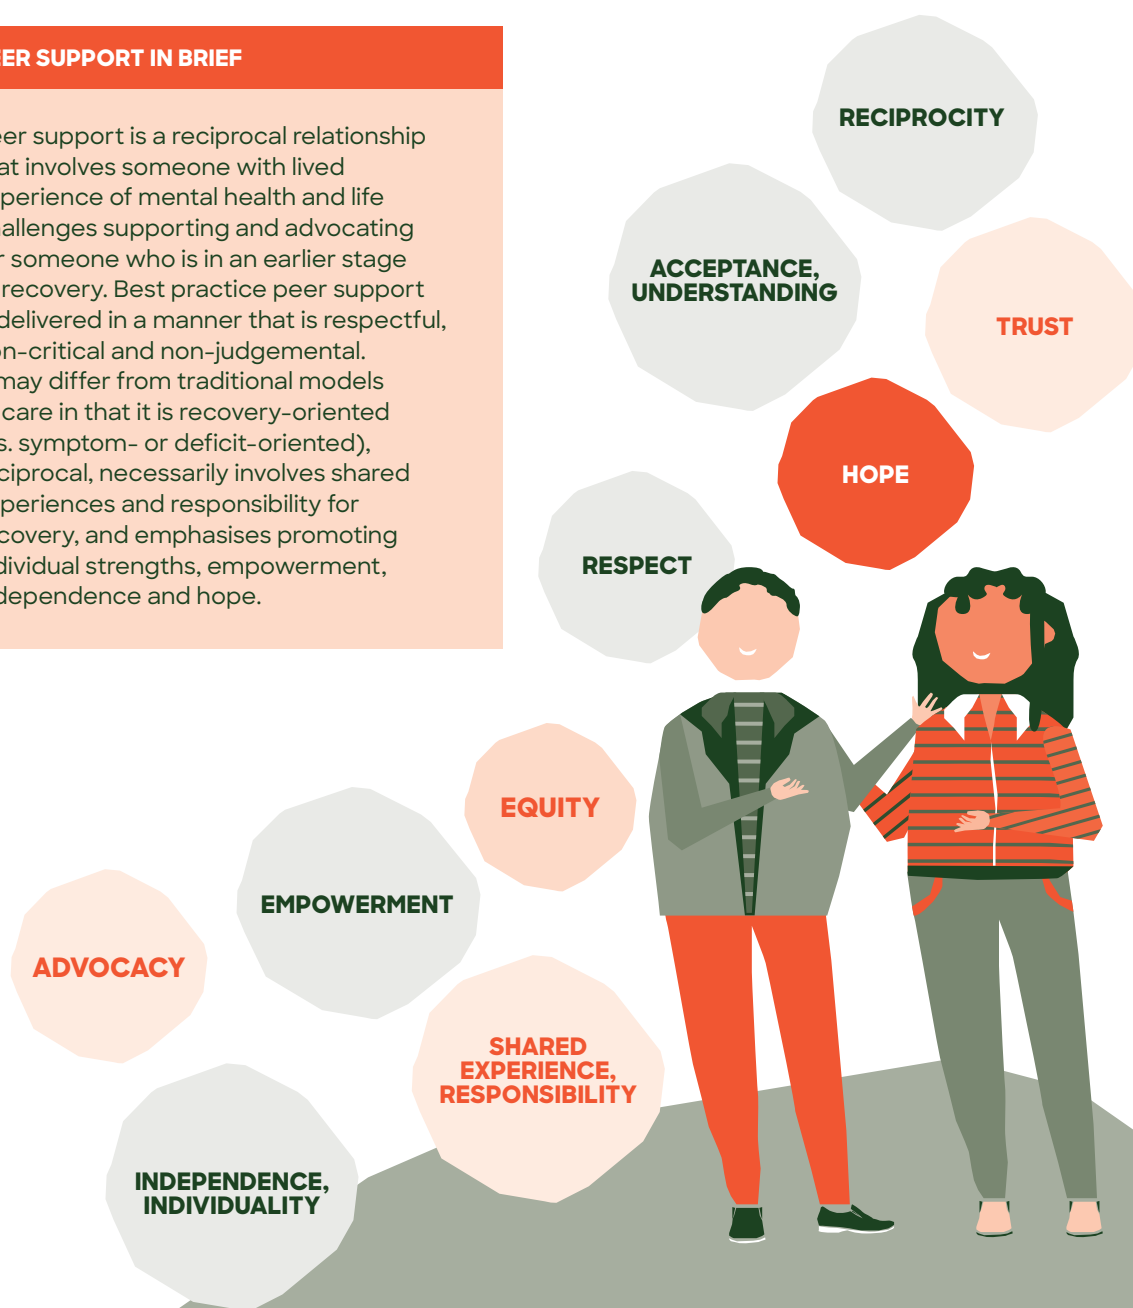 EER SUPPORT IN BRIEF
eer support is a reciprocal relationship
at involves someone with lived
perience of mental health and life
allenges supporting and advocating
r someone who is in an earlier stage
recovery. Best practice peer support
delivered in a manner that is respectful,
on-critical and non-judgemental.
may differ from traditional models
care in that it is recovery-oriented
s. symptom- or deficit-oriented),
ciprocal, necessarily involves shared
periences and responsibility for
covery, and emphasises promoting
dividual strengths, empowerment,
dependence and hope.
RECIPROCITY
ACCEPTANCE,
UNDERSTANDING
TRUST
HOPE
RESPECT
EQUITY
EMPOWERMENT
ADVOCACY
SHARED
EXPERIENCE,
RESPONSIBILITY
INDEPENDENCE,
INDIVIDUALITY